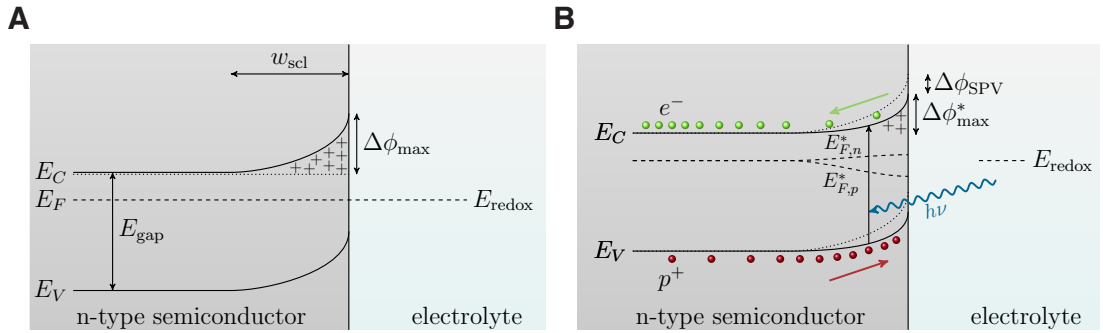 A
w_scl
Δϕ_max
E_C
E_F
E_redox
E_gap
E_V
n-type semiconductor
electrolyte
B
Δϕ_SPV
e⁻
Δϕ*_max
E_C
E*_F,n
E_redox
E*_F,p
hν
E_V
p⁺
n-type semiconductor
electrolyte